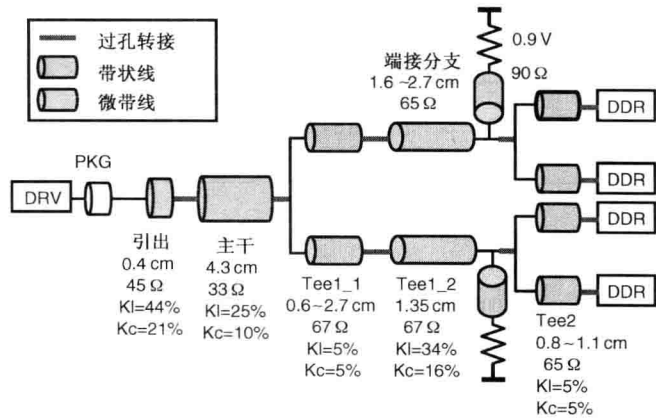 过孔转接
带状线
微带线
端接分支
1.6 ~2.7 cm
65 Ω
0.9 V
90 Ω
DDR
DDR
DDR
DDR
PKG
DRV
引出
0.4 cm
45 Ω
Kl=44%
Kc=21%
主干
4.3 cm
33 Ω
Kl=25%
Kc=10%
Tee1_1
0.6~2.7 cm
67 Ω
Kl=5%
Kc=5%
Tee1_2
1.35 cm
67 Ω
Kl=34%
Kc=16%
Tee2
0.8~1.1 cm
65 Ω
Kl=5%
Kc=5%